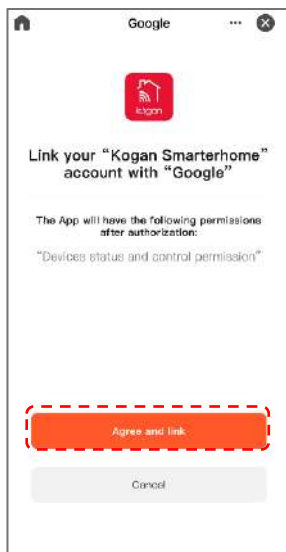 Google
kogan
Link your “Kogan Smarterhome”
account with “Google”
The App will have the following permissions
after authorization:
“Devices status and control permission”
Agree and link
Cancel